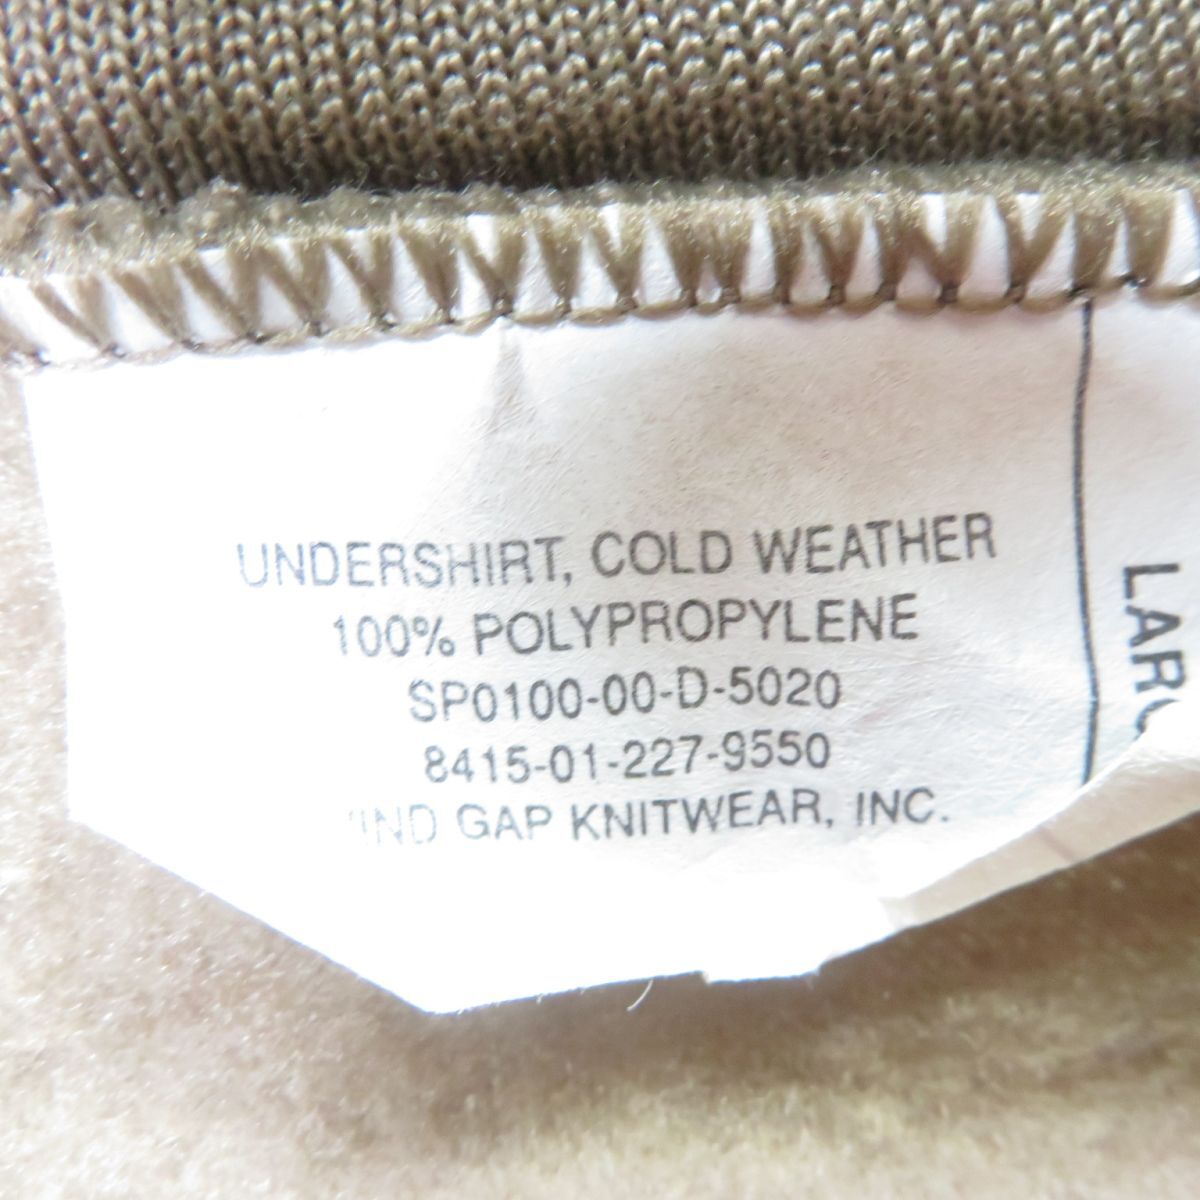 UNDERSHIRT, COLD WEATHER
100% POLYPROPYLENE
SP0100-00-D-5020
8415-01-227-9550
GAP KNITWEAR, INC.